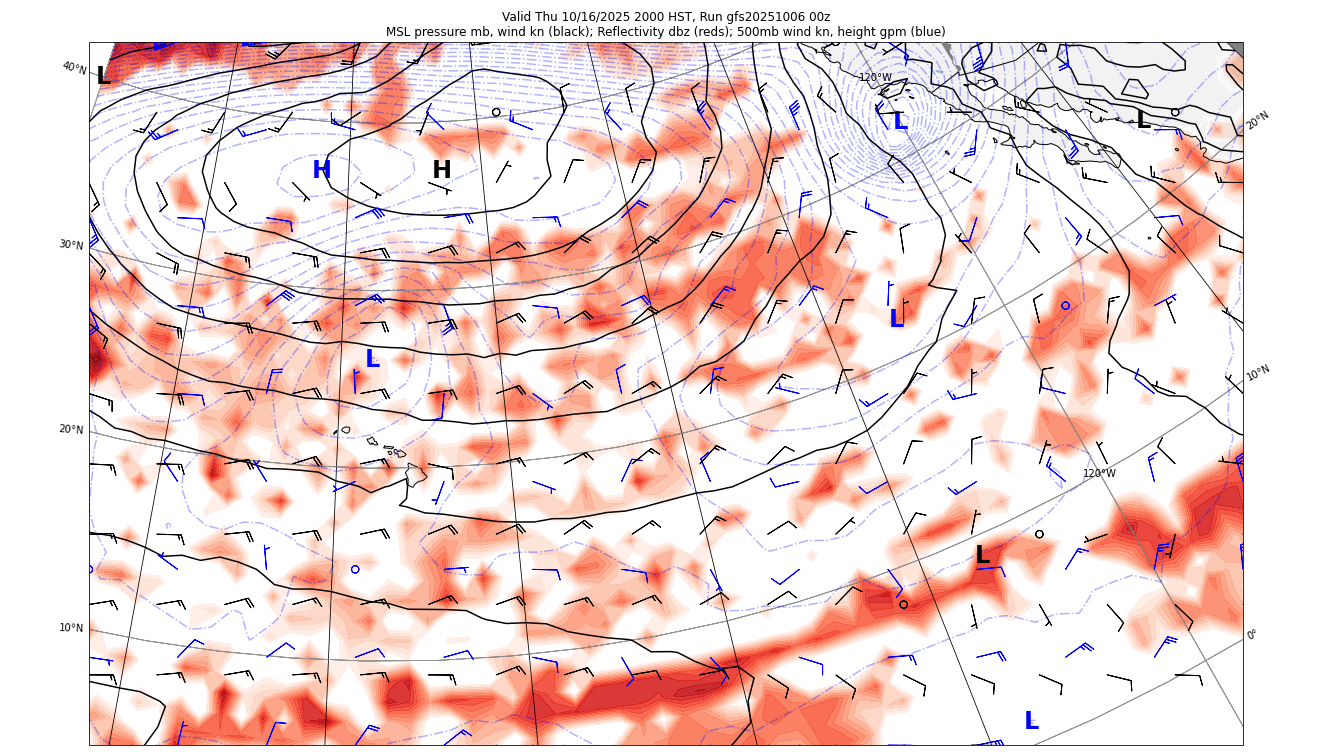 Valid Thu 10/16/2025 2000 HST, Run gfs20251006 00z
MSL pressure mb, wind kn (black); Reflectivity dbz (reds); 500mb wind kn, height gpm (blue)
40°N
L
120°W
L
L
20°N
H
H
30°N
L
L
10°N
20°N
120°W
L
10°N
0°
L